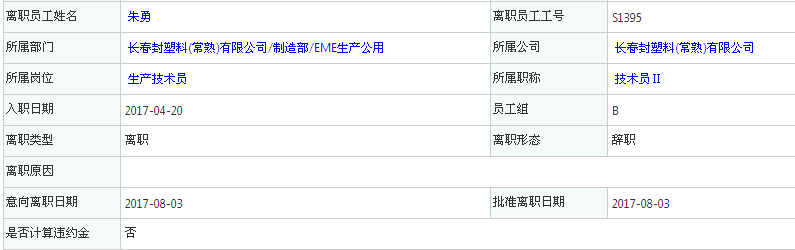 离职员工姓名 朱勇 离职员工工号 S1395
所属部门 长春封塑料(常熟)有限公司/制造部/EME生产公用 所属公司 长春封塑料(常熟)有限公司
所属岗位 生产技术员 所属职称 技术员II
入职日期 2017-04-20 员工组 B
离职类型 离职 离职形态 辞职
离职原因
意向离职日期 2017-08-03 批准离职日期 2017-08-03
是否计算违约金 否